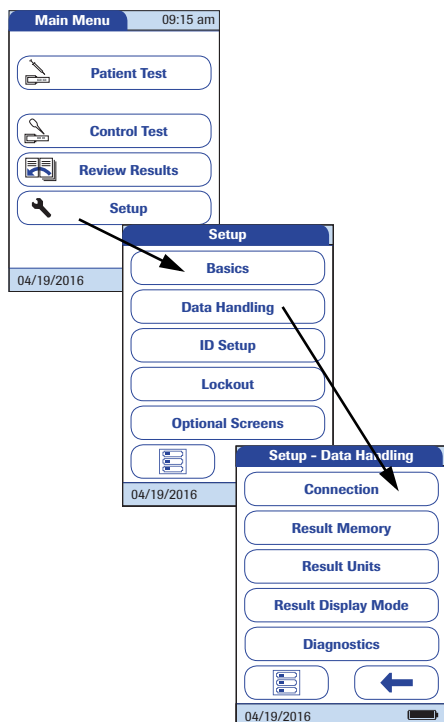 Main Menu 09:15 am
Patient Test
Control Test
Review Results
Setup
04/19/2016
Setup
Basics
Data Handling
ID Setup
Lockout
Optional Screens
04/19/2016
Setup - Data Handling
Connection
Result Memory
Result Units
Result Display Mode
Diagnostics
04/19/2016